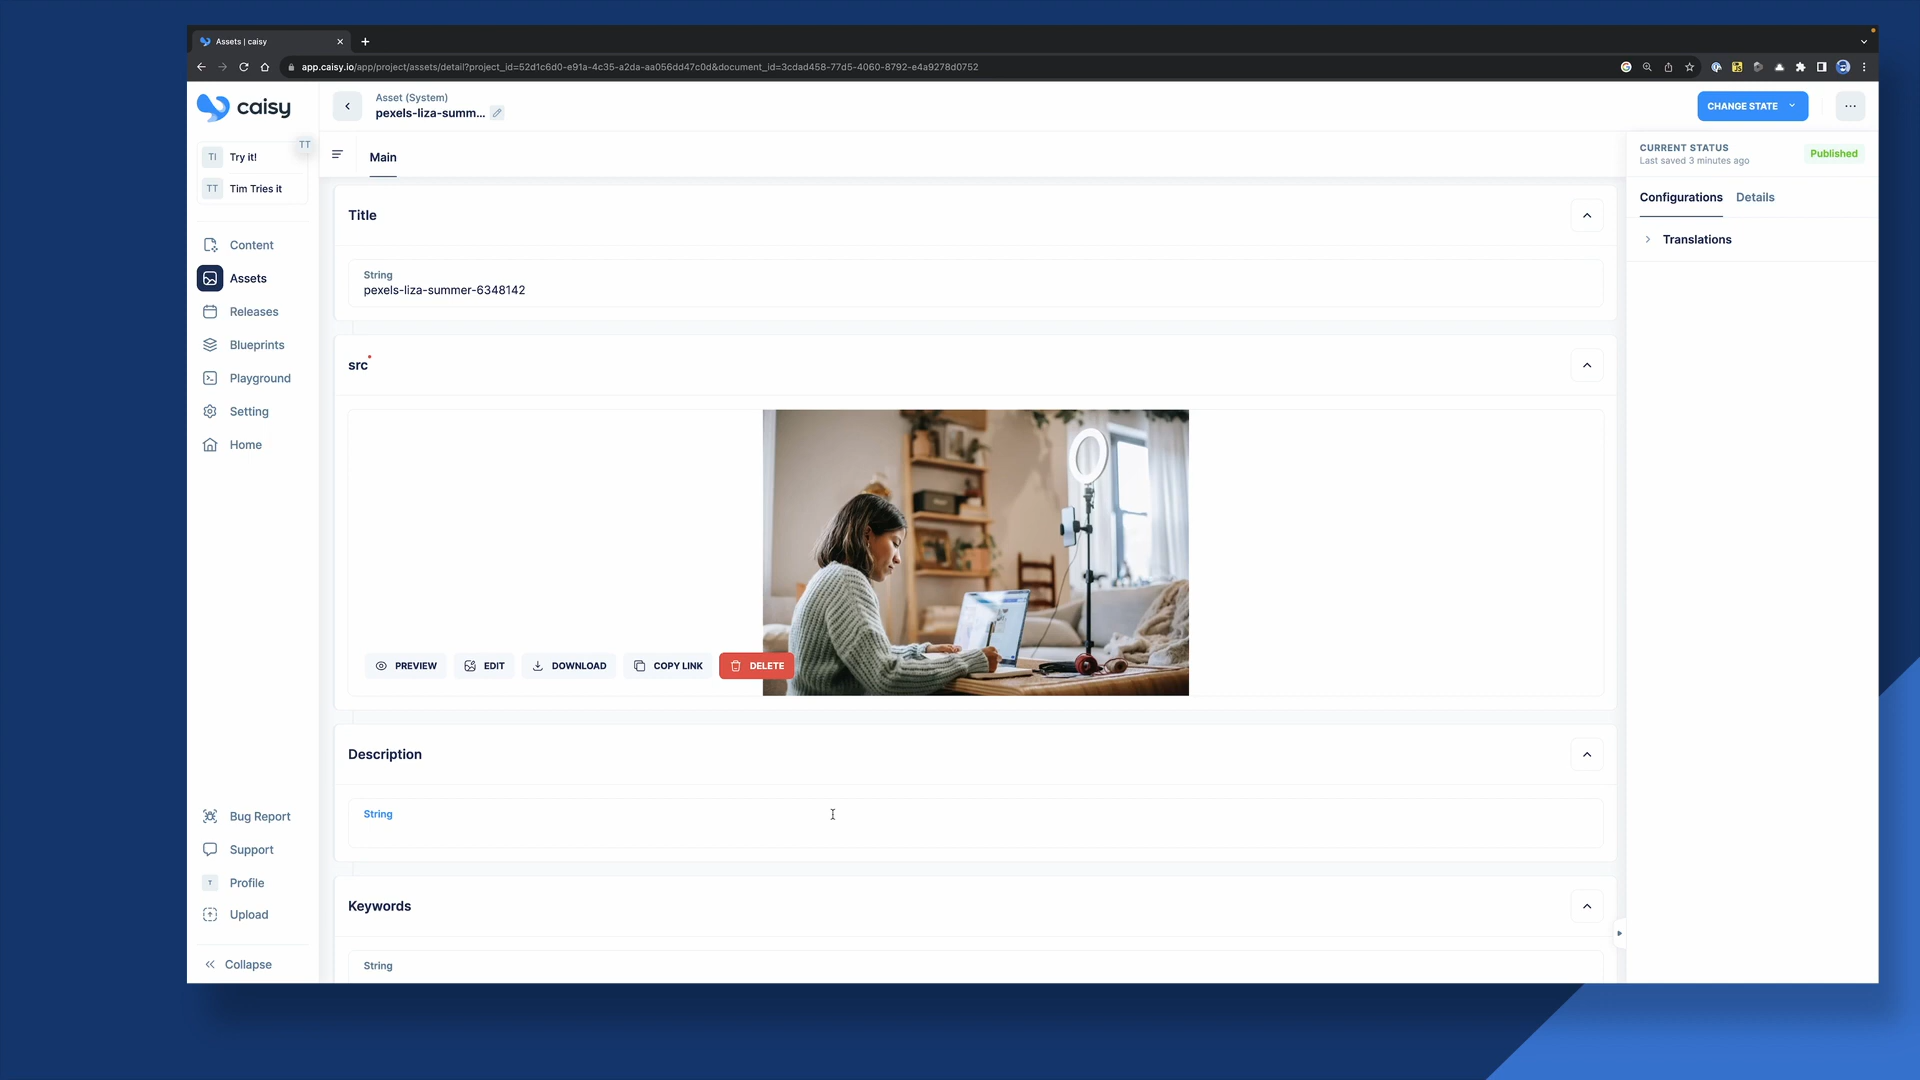 Assets | caisy
app.caisy.io/app/project/assets/detail?project_id=52d1c6d0-e91a-4c35-a2da-aa056dd47c0d&document_id=3cdad458-77d5-4060-8792-e4a9278d0752
caisy
Asset (System)
pexels-liza-summ...
CHANGE STATE
TT
TI Try it!
TT Tim Tries it
Main
CURRENT STATUS
Last saved 3 minutes ago
Published
Configurations Details
Translations
Content
Assets
Releases
Blueprints
Playground
Setting
Home
Title
String
pexels-liza-summer-6348142
src*
PREVIEW
EDIT
DOWNLOAD
COPY LINK
DELETE
Description
String
Keywords
String
Bug Report
Support
T Profile
Upload
Collapse